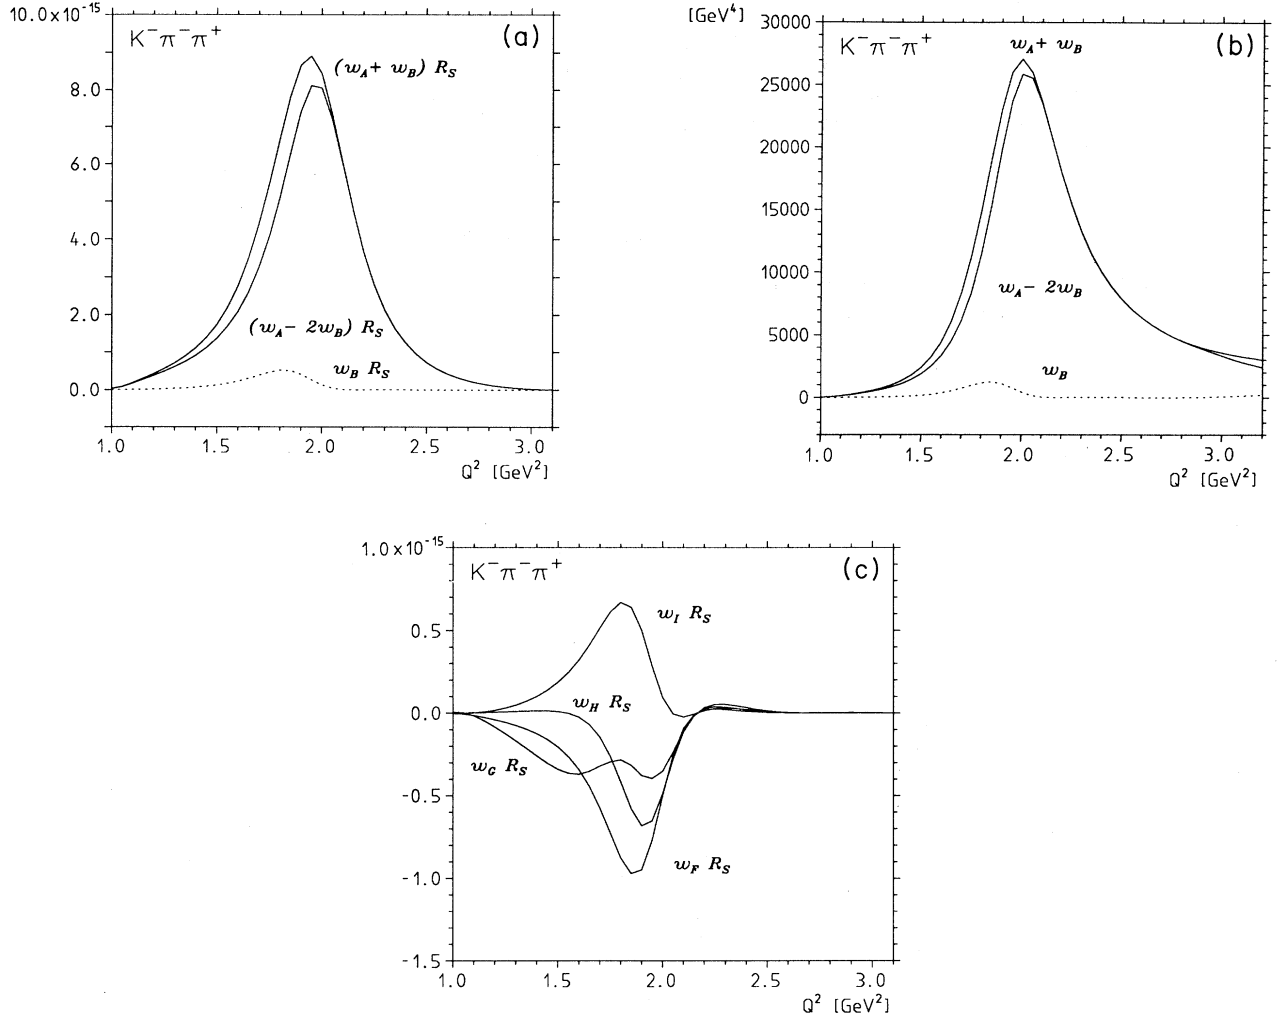 10.0×10⁻¹⁵
K⁻π⁻π⁺
(a)
(w_A + w_B) R_S
8.0
6.0
4.0
2.0
(w_A − 2w_B) R_S
w_B R_S
0.0
1.0 1.5 2.0 2.5 3.0
Q² [GeV²]
[GeV⁴]
30000
K⁻π⁻π⁺
w_A + w_B
(b)
25000
20000
15000
10000
w_A − 2w_B
5000
w_B
0
1.0 1.5 2.0 2.5 3.0
Q² [GeV²]
1.0×10⁻¹⁵
K⁻π⁻π⁺
(c)
w_I R_S
0.5
w_H R_S
0.0
w_G R_S
-0.5
w_F R_S
-1.0
-1.5
1.0 1.5 2.0 2.5 3.0
Q² [GeV²]